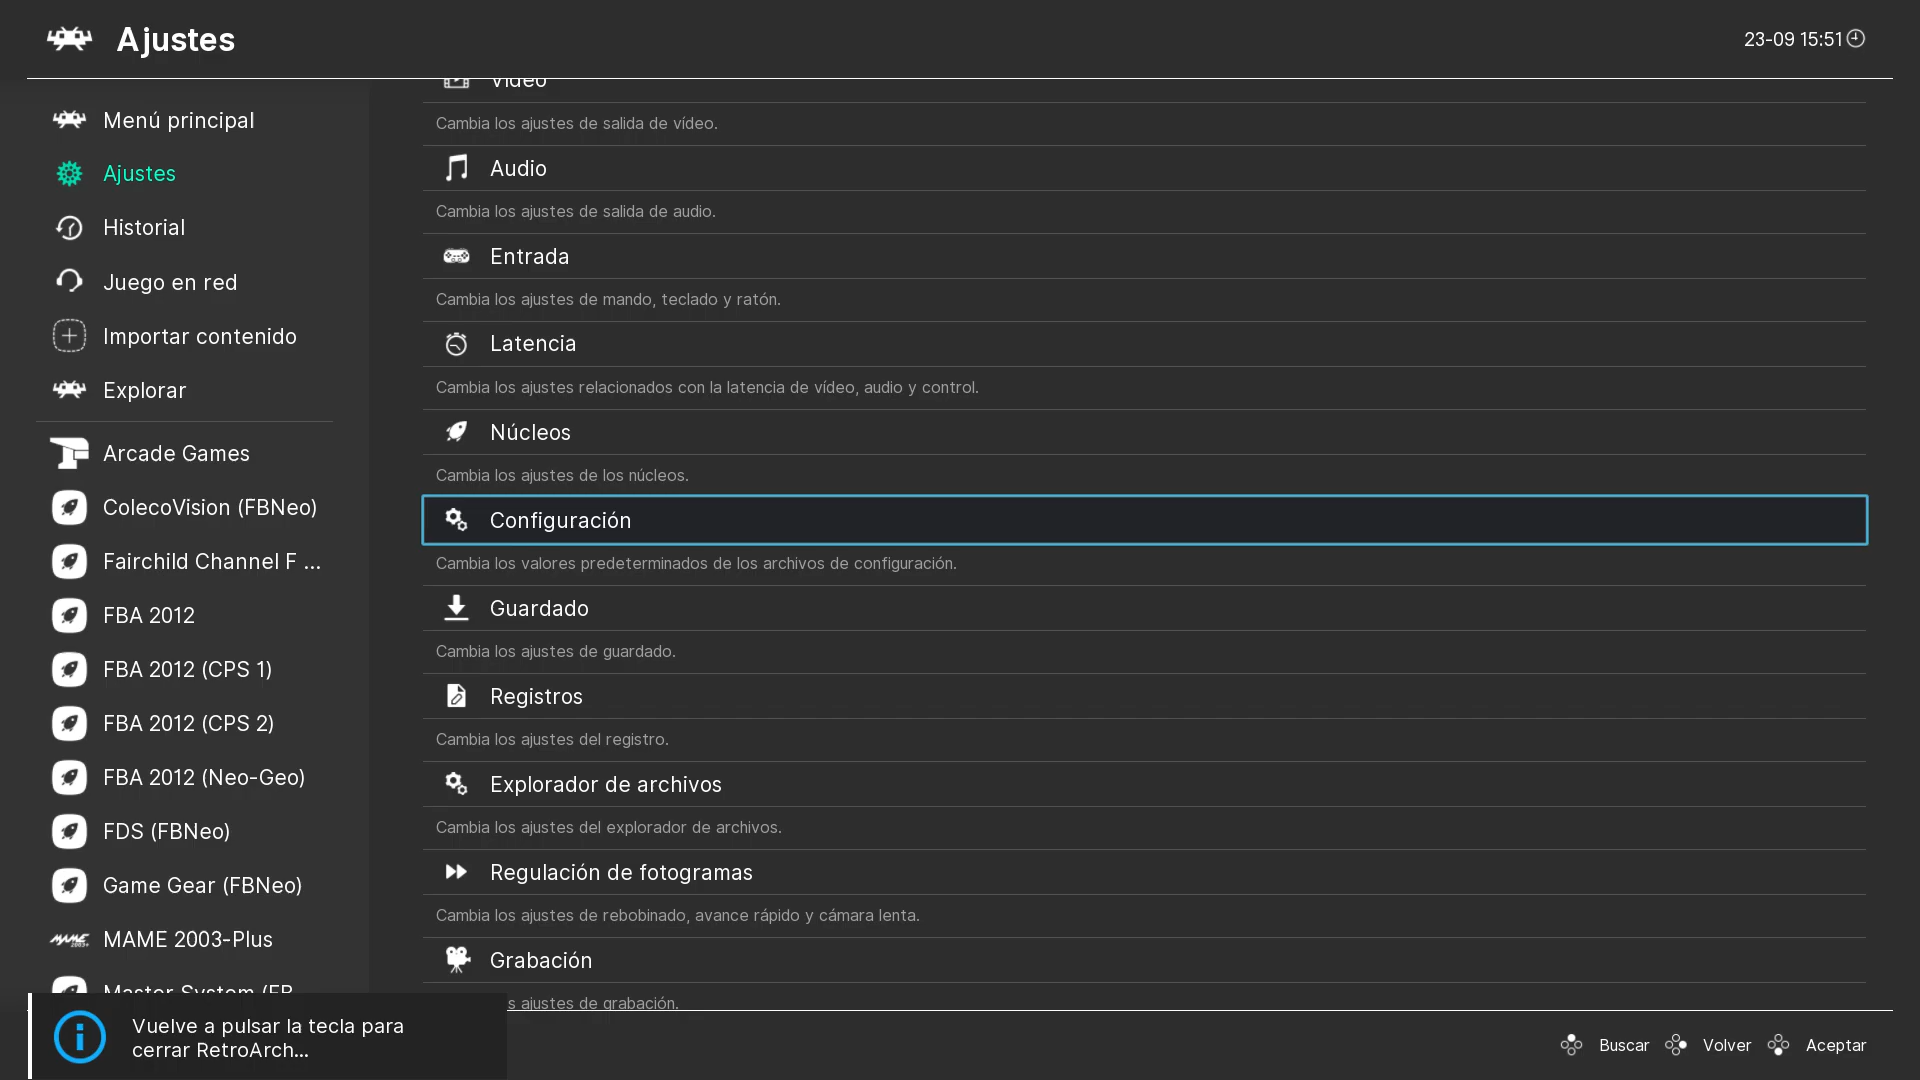 Ajustes
23-09 15:51
Menú principal
Ajustes
Historial
Juego en red
Importar contenido
Explorar
Arcade Games
ColecoVision (FBNeo)
Fairchild Channel F ...
FBA 2012
FBA 2012 (CPS 1)
FBA 2012 (CPS 2)
FBA 2012 (Neo-Geo)
FDS (FBNeo)
Game Gear (FBNeo)
MAME 2003-Plus
Master System (FB
Vídeo
Cambia los ajustes de salida de vídeo.
Audio
Cambia los ajustes de salida de audio.
Entrada
Cambia los ajustes de mando, teclado y ratón.
Latencia
Cambia los ajustes relacionados con la latencia de vídeo, audio y control.
Núcleos
Cambia los ajustes de los núcleos.
Configuración
Cambia los valores predeterminados de los archivos de configuración.
Guardado
Cambia los ajustes de guardado.
Registros
Cambia los ajustes del registro.
Explorador de archivos
Cambia los ajustes del explorador de archivos.
Regulación de fotogramas
Cambia los ajustes de rebobinado, avance rápido y cámara lenta.
Grabación
s ajustes de grabación.
Vuelve a pulsar la tecla para
cerrar RetroArch...
Buscar
Volver
Aceptar